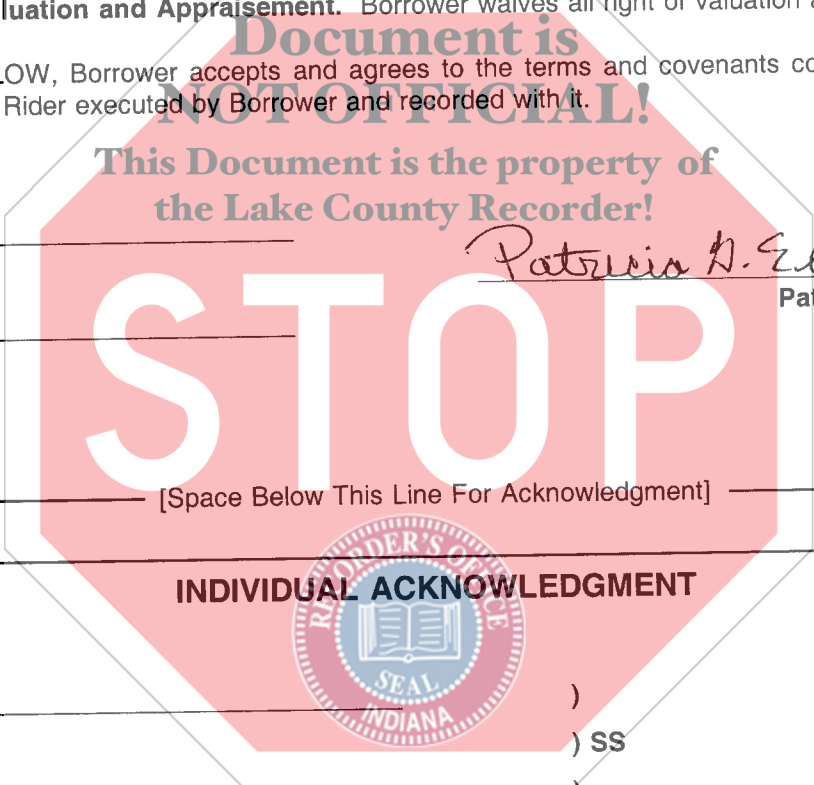 luation and Appraisement. Borrower waives all right of valuation
Document is
OW, Borrower accepts and agrees to the terms and covenants co
NOT OFFICIAL!
Rider executed by Borrower and recorded with it.
This Document is the property of
the Lake County Recorder!
Patricia D.
Pat
STOP
[Space Below This Line For Acknowledgment]
RECORDER'S OFFICE
INDIVIDUAL ACKNOWLEDGMENT
SEAL
INDIANA
)
) SS
)